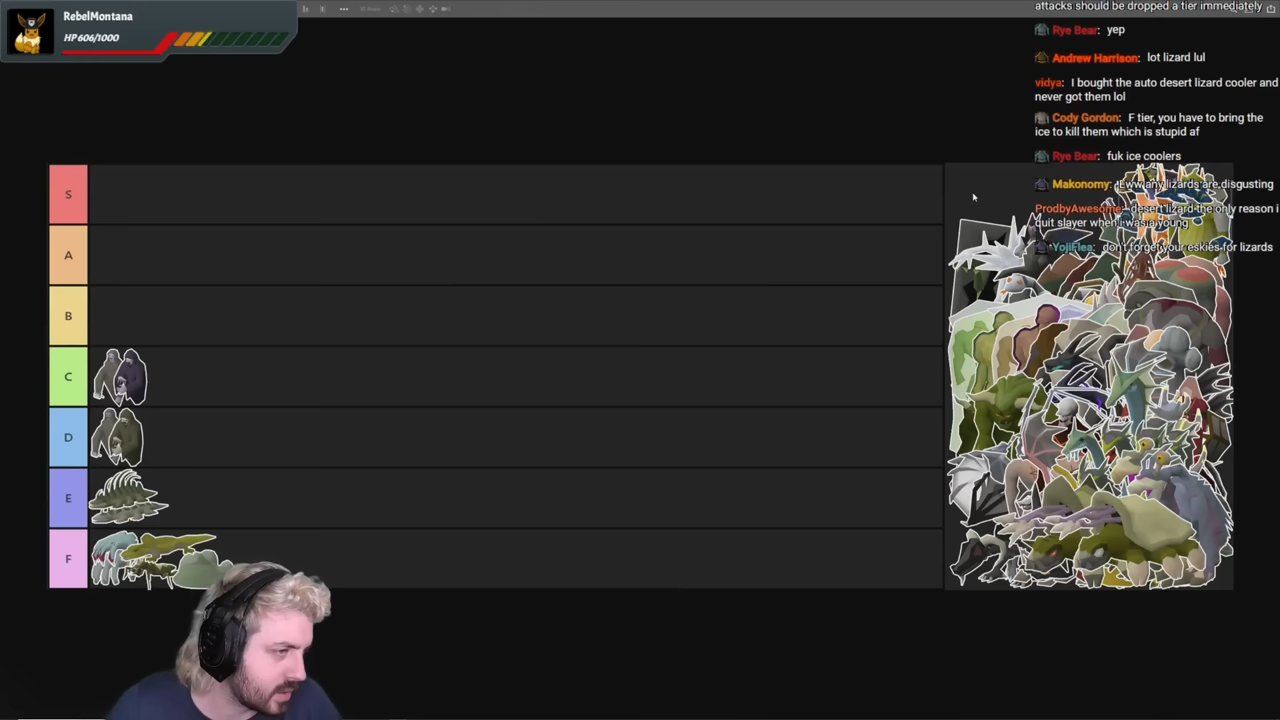 RebelMontana
HP 606/1000
attacks should be dropped a tier immediately
Rye Bear: yep
Andrew Harrison: lot lizard lul
vidya: I bought the auto desert lizard cooler and
never got them lol
Cody Gordon: F tier, you have to bring the
ice to kill them which is stupid af
Rye Bear: fuk ice coolers
Makonomy: Eww any lizards are disgusting
ProdbyAwesome: desert lizard the only reason i
quit slayer when i was a young
YojiFlea: don't forget your eskies for lizards
S
A
B
C
D
E
F